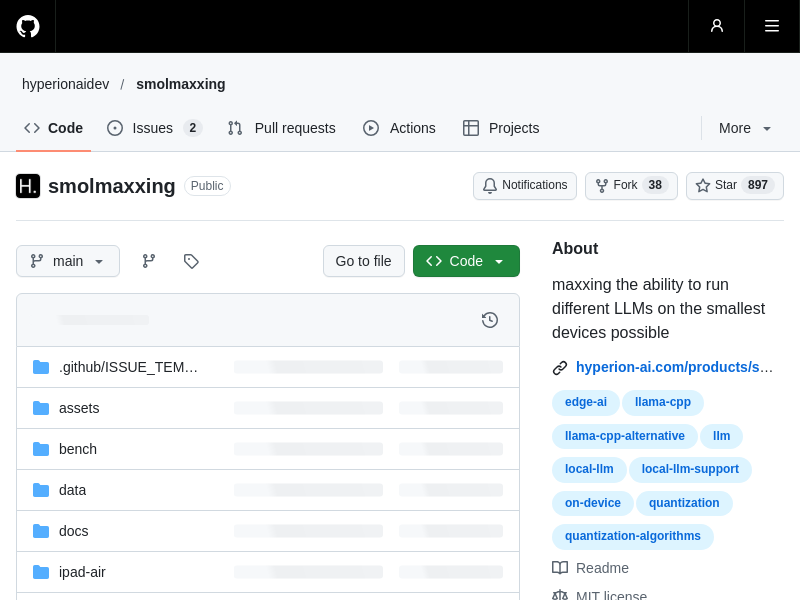 hyperionaidev / smolmaxxing
Code Issues 2 Pull requests Actions Projects More
H. smolmaxxing Public Notifications Fork 38 Star 897
main Go to file Code
.github/ISSUE_TEM…
assets
bench
data
docs
ipad-air
About
maxxing the ability to run
different LLMs on the smallest
devices possible
hyperion-ai.com/products/s…
edge-ai llama-cpp
llama-cpp-alternative llm
local-llm local-llm-support
on-device quantization
quantization-algorithms
Readme
MIT license